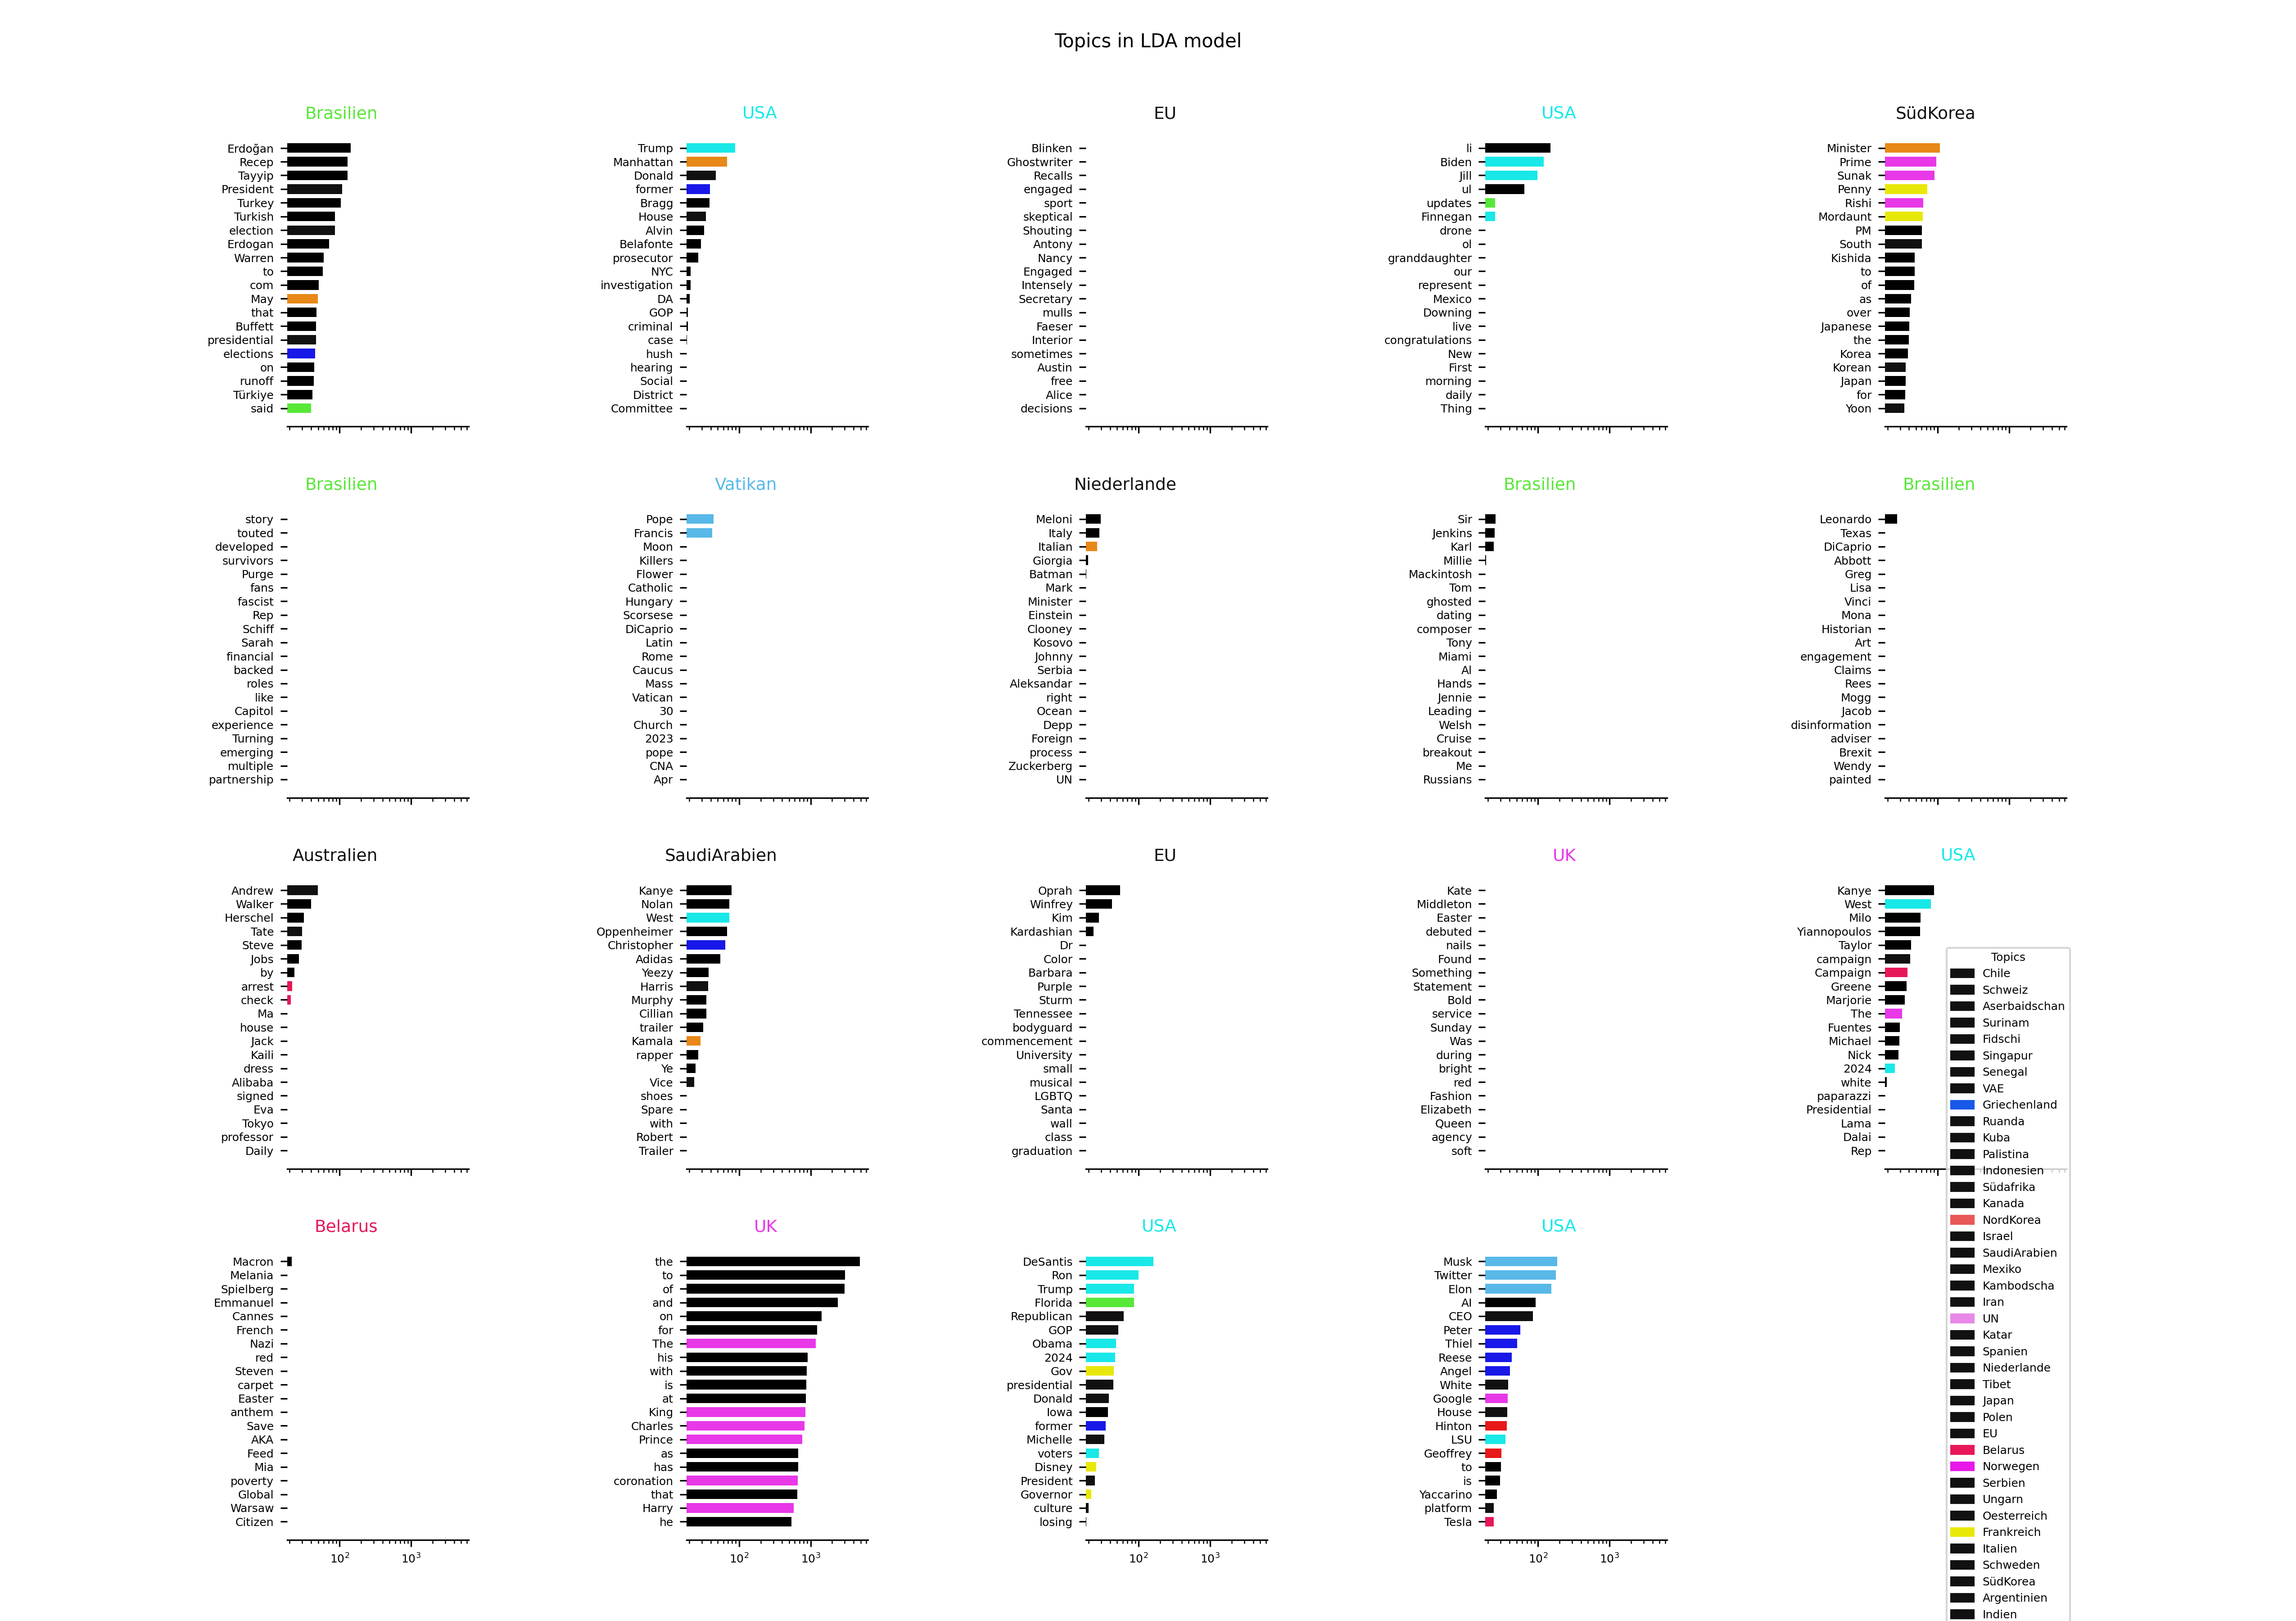 Topics in LDA model
Brasilien
Erdoğan
Recep
Tayyip
President
Turkey
Turkish
election
Erdogan
Warren
to
com
May
that
Buffett
presidential
elections
on
runoff
Türkiye
said
USA
Trump
Manhattan
Donald
former
Bragg
House
Alvin
Belafonte
prosecutor
NYC
investigation
DA
GOP
criminal
case
hush
hearing
Social
District
Committee
EU
Blinken
Ghostwriter
Recalls
engaged
sport
skeptical
Shouting
Antony
Nancy
Engaged
Intensely
Secretary
mulls
Faeser
Interior
sometimes
Austin
free
Alice
decisions
USA
li
Biden
Jill
ul
updates
Finnegan
drone
ol
granddaughter
our
represent
Mexico
Downing
live
congratulations
New
First
morning
daily
Thing
SüdKorea
Minister
Prime
Sunak
Penny
Rishi
Mordaunt
PM
South
Kishida
to
of
as
over
Japanese
the
Korea
Korean
Japan
for
Yoon
Brasilien
story
touted
developed
survivors
Purge
fans
fascist
Rep
Schiff
Sarah
financial
backed
roles
like
Capitol
experience
Turning
emerging
multiple
partnership
Vatikan
Pope
Francis
Moon
Killers
Flower
Catholic
Hungary
Scorsese
DiCaprio
Latin
Rome
Caucus
Mass
Vatican
30
Church
2023
pope
CNA
Apr
Niederlande
Meloni
Italy
Italian
Giorgia
Batman
Mark
Minister
Einstein
Clooney
Kosovo
Johnny
Serbia
Aleksandar
right
Ocean
Depp
Foreign
process
Zuckerberg
UN
Brasilien
Sir
Jenkins
Karl
Millie
Mackintosh
Tom
ghosted
dating
composer
Tony
Miami
AI
Hands
Jennie
Leading
Welsh
Cruise
breakout
Me
Russians
Brasilien
Leonardo
Texas
DiCaprio
Abbott
Greg
Lisa
Vinci
Mona
Historian
Art
engagement
Claims
Rees
Mogg
Jacob
disinformation
adviser
Brexit
Wendy
painted
Australien
Andrew
Walker
Herschel
Tate
Steve
Jobs
by
arrest
check
Ma
house
Jack
Kaili
dress
Alibaba
signed
Eva
Tokyo
professor
Daily
SaudiArabien
Kanye
Nolan
West
Oppenheimer
Christopher
Adidas
Yeezy
Harris
Murphy
Cillian
trailer
Kamala
rapper
Ye
Vice
shoes
Spare
with
Robert
Trailer
EU
Oprah
Winfrey
Kim
Kardashian
Dr
Color
Barbara
Purple
Sturm
Tennessee
bodyguard
commencement
University
small
musical
LGBTQ
Santa
wall
class
graduation
UK
Kate
Middleton
Easter
debuted
nails
Found
Something
Statement
Bold
service
Sunday
Was
during
bright
red
Fashion
Elizabeth
Queen
agency
soft
USA
Kanye
West
Milo
Yiannopoulos
Taylor
campaign
Campaign
Greene
Marjorie
The
Fuentes
Michael
Nick
2024
white
paparazzi
Presidential
Lama
Dalai
Rep
Belarus
Macron
Melania
Spielberg
Emmanuel
Cannes
French
Nazi
red
Steven
carpet
Easter
anthem
Save
AKA
Feed
Mia
poverty
Global
Warsaw
Citizen
10²
10³
UK
the
to
of
and
on
for
The
his
with
is
at
King
Charles
Prince
as
has
coronation
that
Harry
he
10²
10³
USA
DeSantis
Ron
Trump
Florida
Republican
GOP
Obama
2024
Gov
presidential
Donald
Iowa
former
Michelle
voters
Disney
President
Governor
culture
losing
10²
10³
USA
Musk
Twitter
Elon
AI
CEO
Peter
Thiel
Reese
Angel
White
Google
House
Hinton
LSU
Geoffrey
to
is
Yaccarino
platform
Tesla
10²
10³
Topics
Chile
Schweiz
Aserbaidschan
Surinam
Fidschi
Singapur
Senegal
VAE
Griechenland
Ruanda
Kuba
Palistina
Indonesien
Südafrika
Kanada
NordKorea
Israel
SaudiArabien
Mexiko
Kambodscha
Iran
UN
Katar
Spanien
Niederlande
Tibet
Japan
Polen
EU
Belarus
Norwegen
Serbien
Ungarn
Oesterreich
Frankreich
Italien
Schweden
SüdKorea
Argentinien
Indien